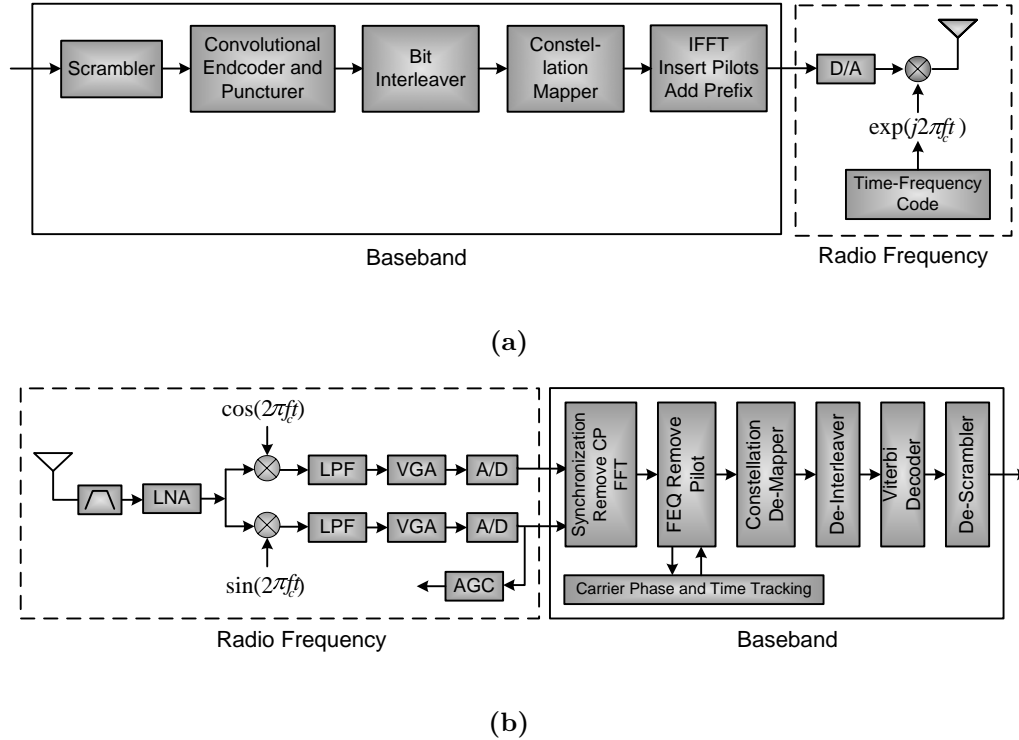 Scrambler
Convolutional
Endcoder and
Puncturer
Bit
Interleaver
Constel-
lation
Mapper
IFFT
Insert Pilots
Add Prefix
D/A
exp(j2πf_ct)
Time-Frequency
Code
Baseband
Radio Frequency
(a)
cos(2πf_ct)
LNA
LPF
VGA
A/D
LPF
VGA
A/D
sin(2πf_ct)
AGC
Synchronization
Remove CP
FFT
FEQ Remove
Pilot
Constellation
De-Mapper
De-Interleaver
Viterbi
Decoder
De-Scrambler
Carrier Phase and Time Tracking
Radio Frequency
Baseband
(b)